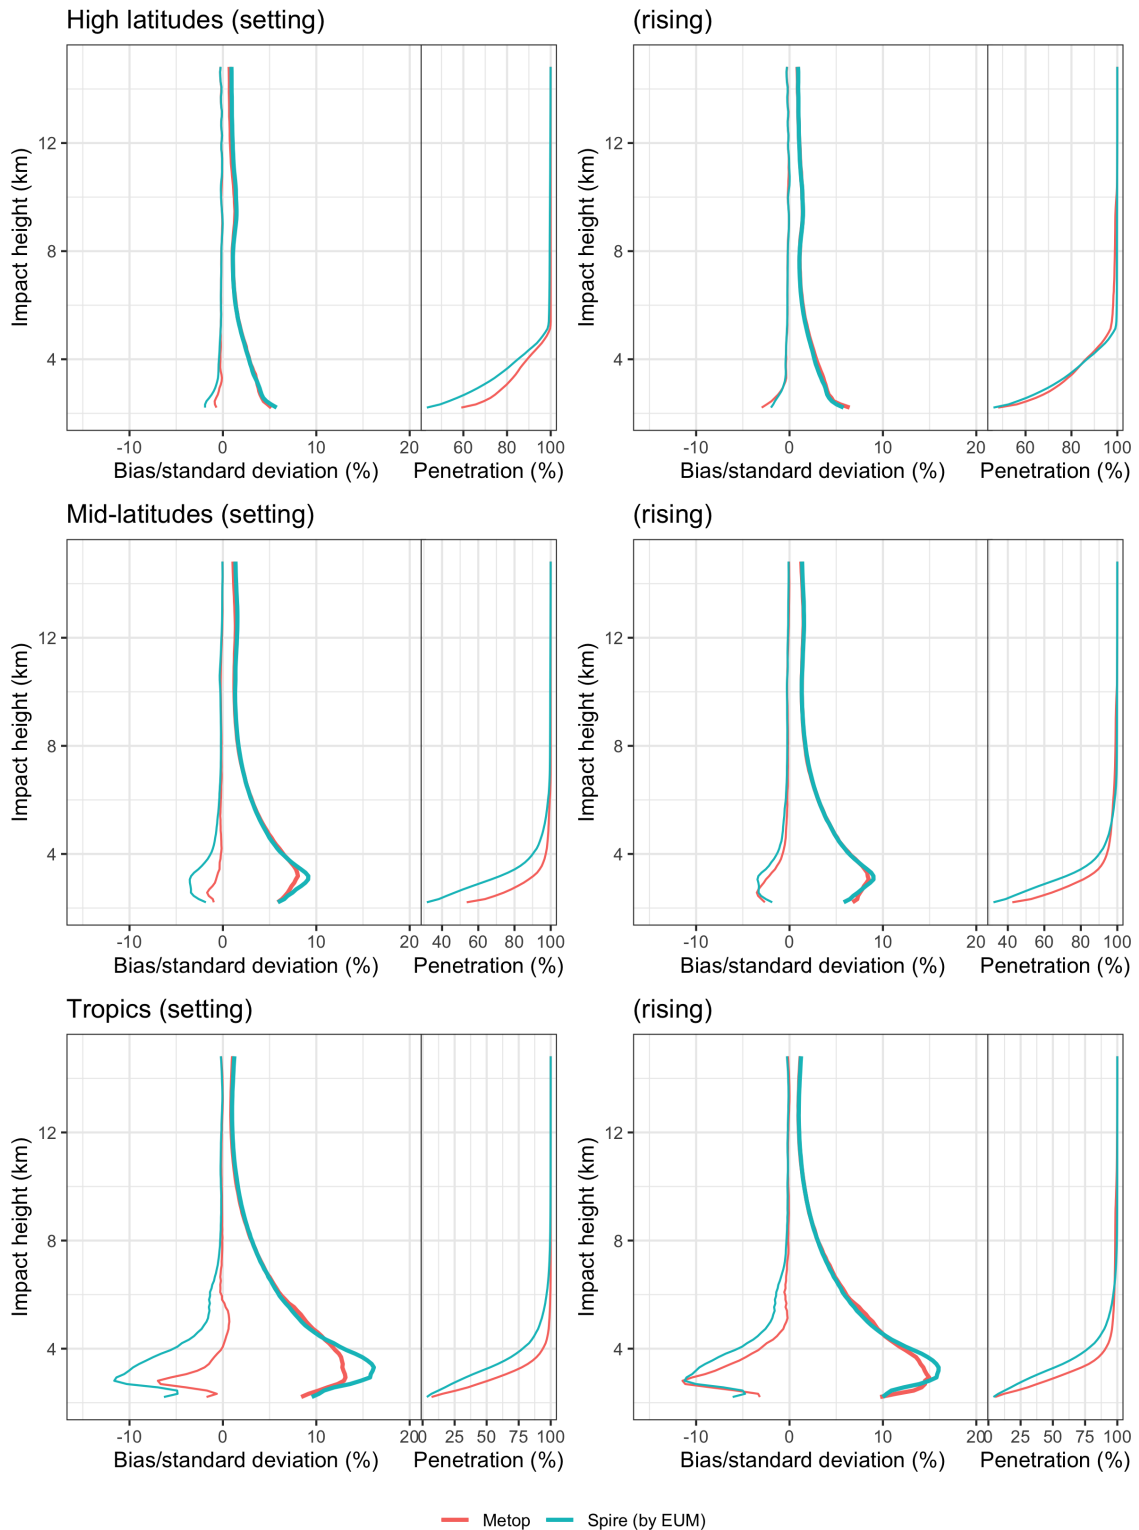 High latitudes (setting)
(rising)
Impact height (km)
12
8
4
-10 0 10 20 60 80 100
Bias/standard deviation (%) Penetration (%)
Impact height (km)
12
8
4
-10 0 10 20 60 80 100
Bias/standard deviation (%) Penetration (%)
Mid-latitudes (setting)
(rising)
Impact height (km)
12
8
4
-10 0 10 20 40 60 80 100
Bias/standard deviation (%) Penetration (%)
Impact height (km)
12
8
4
-10 0 10 20 40 60 80 100
Bias/standard deviation (%) Penetration (%)
Tropics (setting)
(rising)
Impact height (km)
12
8
4
-10 0 10 20 0 25 50 75 100
Bias/standard deviation (%) Penetration (%)
Impact height (km)
12
8
4
-10 0 10 20 0 25 50 75 100
Bias/standard deviation (%) Penetration (%)
Metop Spire (by EUM)